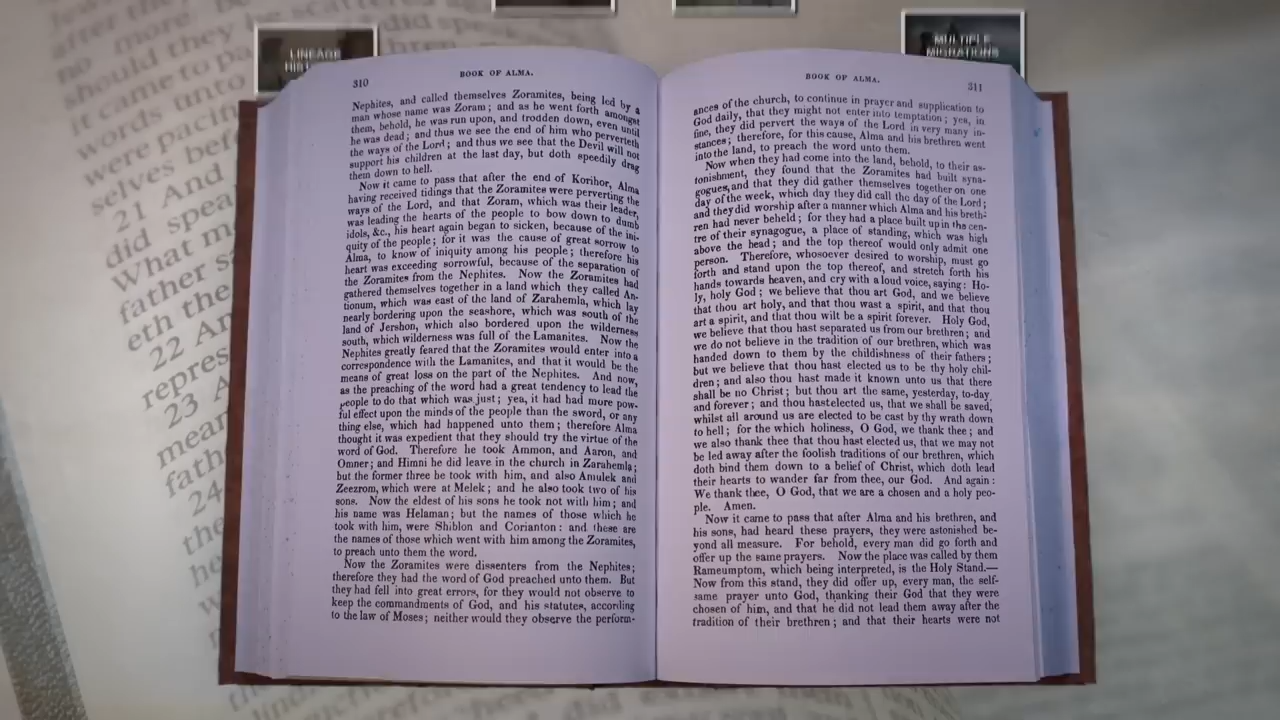 LINEAGE
MULTIPLE
MIGRATIONS
310
BOOK OF ALMA.
Nephites, and called themselves Zoramites, being led by a
man whose name was Zoram; and as he went forth amongst
them, behold, he was run upon, and trodden down, even until
he was dead; and thus we see the end of him who perverteth
the ways of the Lord; and thus we see that the Devil will not
support his children at the last day, but doth speedily drag
them down to hell.
Now it came to pass that after the end of Korihor, Alma
having received tidings that the Zoramites were perverting the
ways of the Lord, and that Zoram, which was their leader,
was leading the hearts of the people to bow down to dumb
idols, &c., his heart again began to sicken, because of the ini-
quity of the people; for it was the cause of great sorrow to
Alma, to know of iniquity among his people; therefore his
heart was exceeding sorrowful, because of the separation of
the Zoramites from the Nephites. Now the Zoramites had
gathered themselves together in a land which they called An-
tionum, which was east of the land of Zarahemla, which lay
nearly bordering upon the seashore, which was south of the
land of Jershon, which also bordered upon the wilderness
south, which wilderness was full of the Lamanites. Now the
Nephites greatly feared that the Zoramites would enter into a
correspondence with the Lamanites, and that it would be the
means of great loss on the part of the Nephites. And now,
as the preaching of the word had a great tendency to lead the
people to do that which was just; yea, it had had more pow-
ful effect upon the minds of the people than the sword, or any
thing else, which had happened unto them; therefore Alma
thought it was expedient that they should try the virtue of the
word of God. Therefore he took Ammon, and Aaron, and
Omner; and Himni he did leave in the church in Zarahemla;
but the former three he took with him, and also Amulek and
Zeezrom, which were at Melek; and he also took two of his
sons. Now the eldest of his sons he took not with him; and
his name was Helaman; but the names of those which he
took with him, were Shiblon and Corianton: and these are
the names of those which went with him among the Zoramites,
to preach unto them the word.
Now the Zoramites were dissenters from the Nephites;
therefore they had the word of God preached unto them. But
they had fell into great errors, for they would not observe to
keep the commandments of God, and his statutes, according
to the law of Moses; neither would they observe the perform-
BOOK OF ALMA.
311
ances of the church, to continue in prayer and supplication to
God daily, that they might not enter into temptation; yes, in
fine, they did pervert the ways of the Lord in very many in-
stances; therefore, for this cause, Alma and his brethren went
into the land, to preach the word unto them.
Now when they had come into the land, behold, to their as-
tonishment, they found that the Zoramites had built syna-
gogues, and that they did gather themselves together on one
day of the week, which day they did call the day of the Lord;
and they did worship after a manner which Alma and his breth-
ren had never beheld; for they had a place built up in the cen-
tre of their synagogue, a place of standing, which was high
above the head; and the top thereof would only admit one
person. Therefore, whosoever desired to worship, must go
forth and stand upon the top thereof, and stretch forth his
hands towards heaven, and cry with a loud voice, saying: Ho-
ly, holy God; we believe that thou art God, and we believe
that thou art holy, and that thou wast a spirit, and that thou
art a spirit, and that thou wilt be a spirit forever. Holy God,
we believe that thou hast separated us from our brethren; and
we do not believe in the tradition of our brethren, which was
handed down to them by the childishness of their fathers;
but we believe that thou hast elected us to be thy holy chil-
dren; and also thou hast made it known unto us that there
shall be no Christ; but thou art the same, yesterday, to-day,
and forever; and thou hast elected us, that we shall be saved,
whilst all around us are elected to be cast by thy wrath down
to hell; for the which holiness, O God, we thank thee; and
we also thank thee that thou hast elected us, that we may not
be led away after the foolish traditions of our brethren, which
doth bind them down to a belief of Christ, which doth lead
their hearts to wander far from thee, our God. And again:
We thank thee, O God, that we are a chosen and a holy peo-
ple. Amen.
Now it came to pass that after Alma and his brethren, and
his sons, had heard these prayers, they were astonished be-
yond all measure. For behold, every man did go forth and
offer up the same prayers. Now the place was called by them
Rameumptom, which being interpreted, is the Holy Stand.—
Now from this stand, they did offer up, every man, the self-
same prayer unto God, thanking their God that they were
chosen of him, and that he did not lead them away after the
tradition of their brethren; and that their hearts were not
should they
it came to pa
words unto
were pacin
selves bef
21 And
did spea
What m
father s
eth the
22 An
repres
23 A
mean
fath
24
the
he